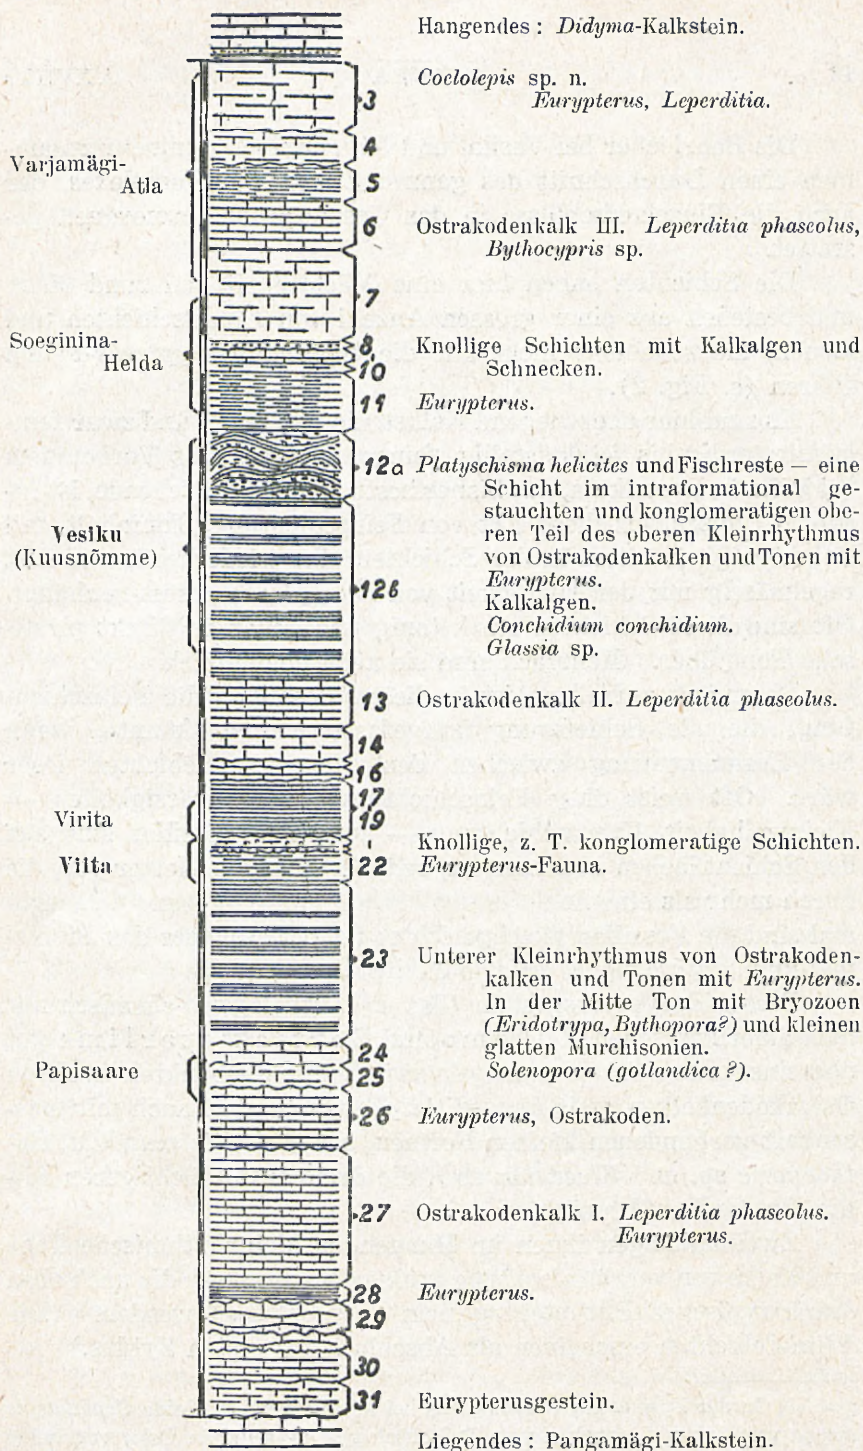 Hangendes : Didyma-Kalkstein.
Coelolepis sp. n.
3
Eurypterus, Leperditia.
4
Varjamägi-
Atla
5
6
Ostrakodenkalk III. Leperditia phaseolus,
Bythocypris sp.
7
Soeginina-
Helda
8
Knollige Schichten mit Kalkalgen und
Schnecken.
10
11
Eurypterus.
12a
Platyschisma helicites und Fischreste — eine
Schicht im intraformational ge-
stauchten und konglomeratigen obe-
ren Teil des oberen Kleinrhythmus
von Ostrakodenkalken und Tonen mit
Eurypterus.
Kalkalgen.
Conchidium conchidium.
Glassia sp.
Vesiku
(Kuusnõmme)
12b
13
Ostrakodenkalk II. Leperditia phaseolus.
14
16
17
19
Virita
Knollige, z. T. konglomeratige Schichten.
Vilta
22
Eurypterus-Fauna.
23
Unterer Kleinrhythmus von Ostrakoden-
kalken und Tonen mit Eurypterus.
In der Mitte Ton mit Bryozoen
(Eridotrypa, Bythopora?) und kleinen
glatten Murchisonien.
Solenopora (gotlandica ?).
24
Papisaare
25
26
Eurypterus, Ostrakoden.
27
Ostrakodenkalk I. Leperditia phaseolus.
Eurypterus.
28
Eurypterus.
29
30
31
Eurypterusgestein.
Liegendes : Pangamägi-Kalkstein.